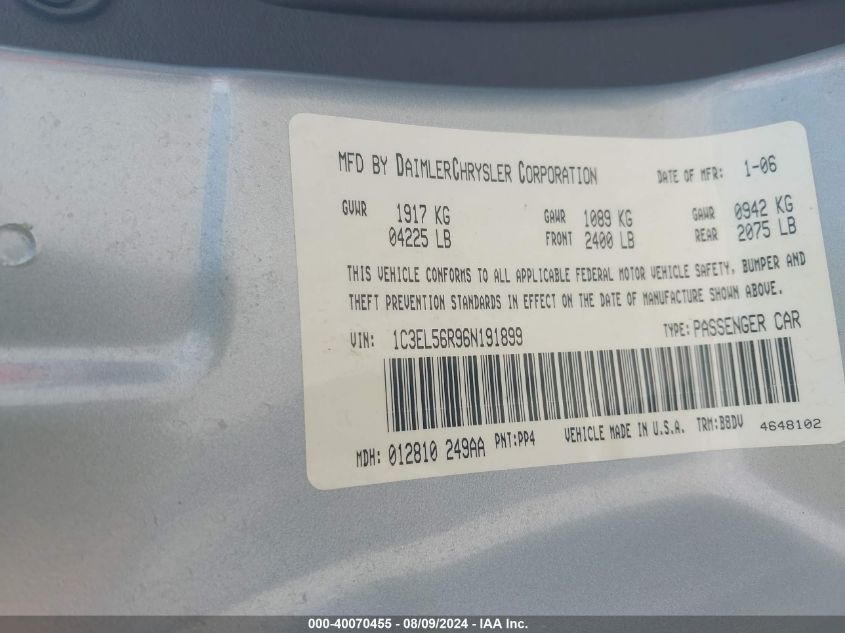 MFD BY DAIMLERCHRYSLER CORPORATION DATE OF MFR: 1-06
GVWR 1917 KG GAWR 1089 KG GAWR 0942 KG
04225 LB FRONT 2400 LB REAR 2075 LB
THIS VEHICLE CONFORMS TO ALL APPLICABLE FEDERAL MOTOR VEHICLE SAFETY, BUMPER AND
THEFT PREVENTION STANDARDS IN EFFECT ON THE DATE OF MANUFACTURE SHOWN ABOVE.
VIN: 1C3EL56R96N191899 TYPE: PASSENGER CAR
MDH: 012810 249AA PNT:PP4 VEHICLE MADE IN U.S.A. TRM:B8DV 4648102
000-40070455 - 08/09/2024 - IAA Inc.